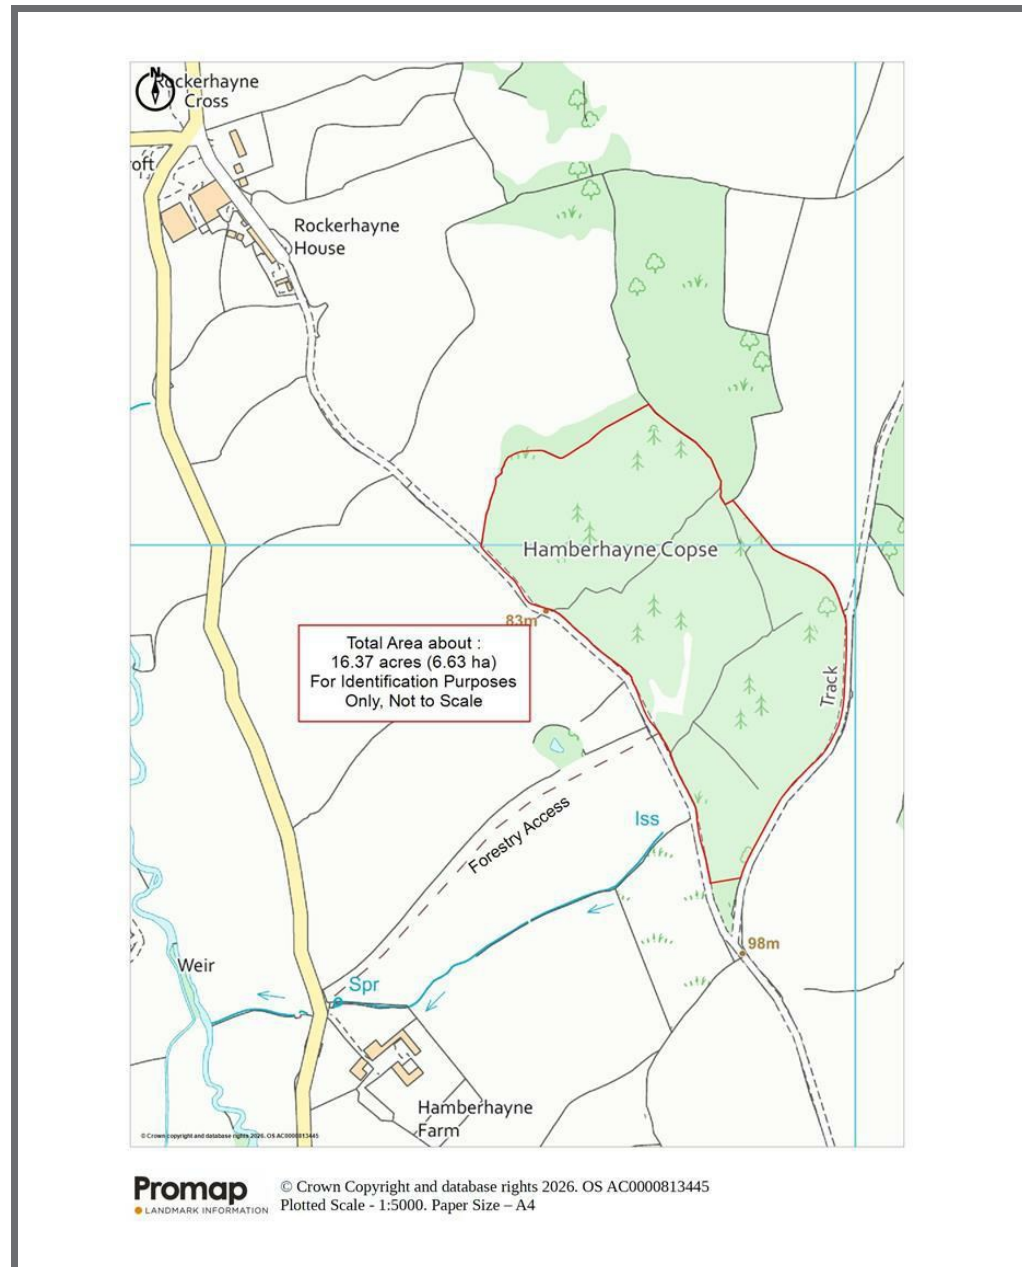 N
Rockerhayne
Cross
oft
Rockerhayne
House
Hamberhayne Copse
83m
Total Area about :
16.37 acres (6.63 ha)
For Identification Purposes
Only, Not to Scale
Track
Forestry Access
Iss
98m
Weir
Spr
Hamberhayne
Farm
© Crown copyright and database rights 2026. OS AC0000813445
Promap
LANDMARK INFORMATION
© Crown Copyright and database rights 2026. OS AC0000813445
Plotted Scale - 1:5000. Paper Size – A4